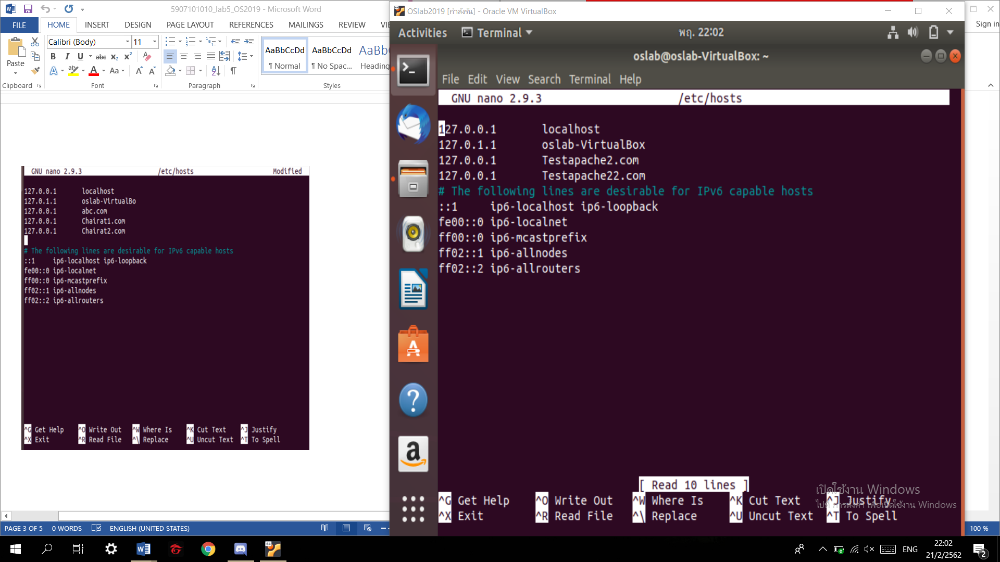 5907101010_lab5_OS2019 - Microsoft Word
FILE HOME INSERT DESIGN PAGE LAYOUT REFERENCES MAILINGS REVIEW
Sign in
Paste
Calibri (Body) 11
AaBbCcDd AaBbCcDd
¶ Normal ¶ No Spac... Heading
Clipboard Font Paragraph Styles
GNU nano 2.9.3 /etc/hosts Modified
127.0.0.1 localhost
127.0.1.1 oslab-VirtualBo
127.0.0.1 abc.com
127.0.0.1 Chairat1.com
127.0.0.1 Chairat2.com
# The following lines are desirable for IPv6 capable hosts
::1 ip6-localhost ip6-loopback
fe00::0 ip6-localnet
ff00::0 ip6-mcastprefix
ff02::1 ip6-allnodes
ff02::2 ip6-allrouters
^G Get Help ^O Write Out ^W Where Is ^K Cut Text ^J Justify
^X Exit ^R Read File ^\ Replace ^U Uncut Text ^T To Spell
PAGE 3 OF 5 0 WORDS ENGLISH (UNITED STATES)
100 %
OSlab2019 [กำลังรัน] - Oracle VM VirtualBox
Activities Terminal พฤ. 22:02
oslab@oslab-VirtualBox: ~
File Edit View Search Terminal Help
GNU nano 2.9.3 /etc/hosts
127.0.0.1 localhost
127.0.1.1 oslab-VirtualBox
127.0.0.1 Testapache2.com
127.0.0.1 Testapache22.com
# The following lines are desirable for IPv6 capable hosts
::1 ip6-localhost ip6-loopback
fe00::0 ip6-localnet
ff00::0 ip6-mcastprefix
ff02::1 ip6-allnodes
ff02::2 ip6-allrouters
[ Read 10 lines ]
^G Get Help ^O Write Out ^W Where Is ^K Cut Text ^J Justify
^X Exit ^R Read File ^\ Replace ^U Uncut Text ^T To Spell
เปิดใช้งาน Windows
ไปที่ การตั้งค่า เพื่อเปิดใช้งาน Windows
ENG
22:02
21/2/2562
2